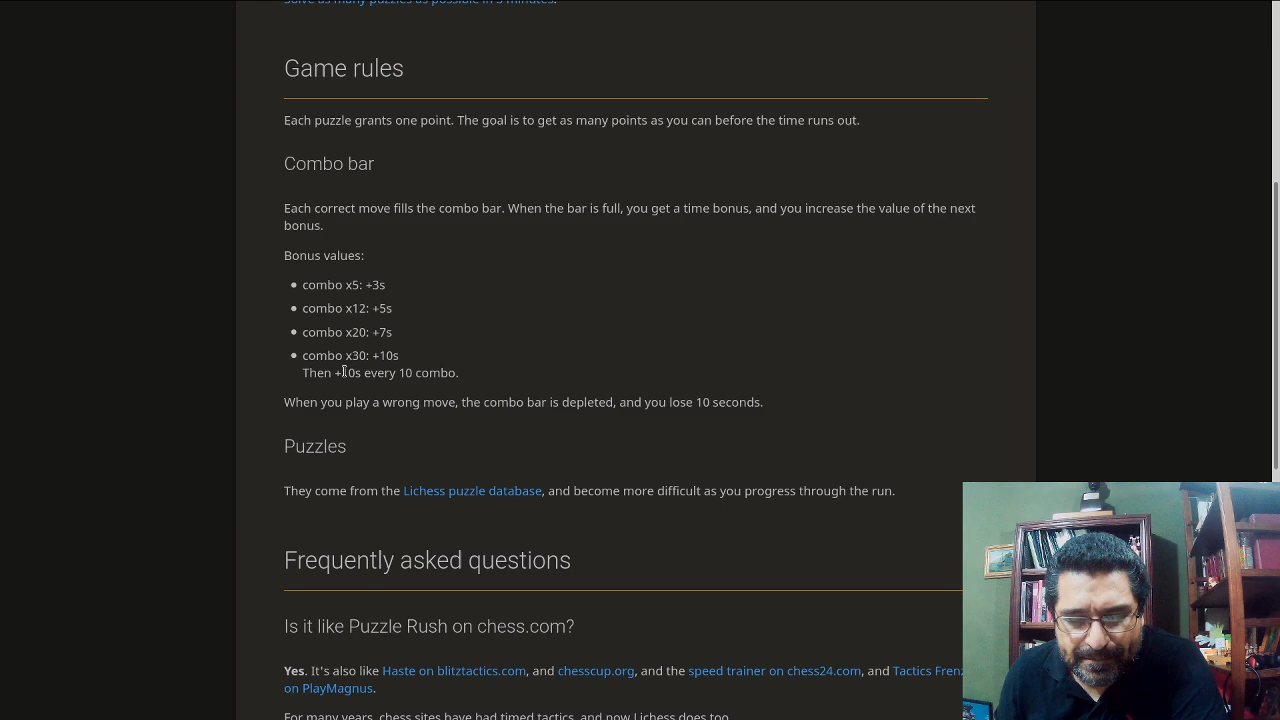 Solve as many puzzles as possible in 3 minutes.
Game rules
Each puzzle grants one point. The goal is to get as many points as you can before the time runs out.
Combo bar
Each correct move fills the combo bar. When the bar is full, you get a time bonus, and you increase the value of the next
bonus.
Bonus values:
combo x5: +3s
combo x12: +5s
combo x20: +7s
combo x30: +10s
Then +10s every 10 combo.
When you play a wrong move, the combo bar is depleted, and you lose 10 seconds.
Puzzles
They come from the Lichess puzzle database, and become more difficult as you progress through the run.
Frequently asked questions
Is it like Puzzle Rush on chess.com?
Yes. It's also like Haste on blitztactics.com, and chesscup.org, and the speed trainer on chess24.com, and Tactics
on PlayMagnus.
For many years, chess sites have had timed tactics, and now Lichess does too.